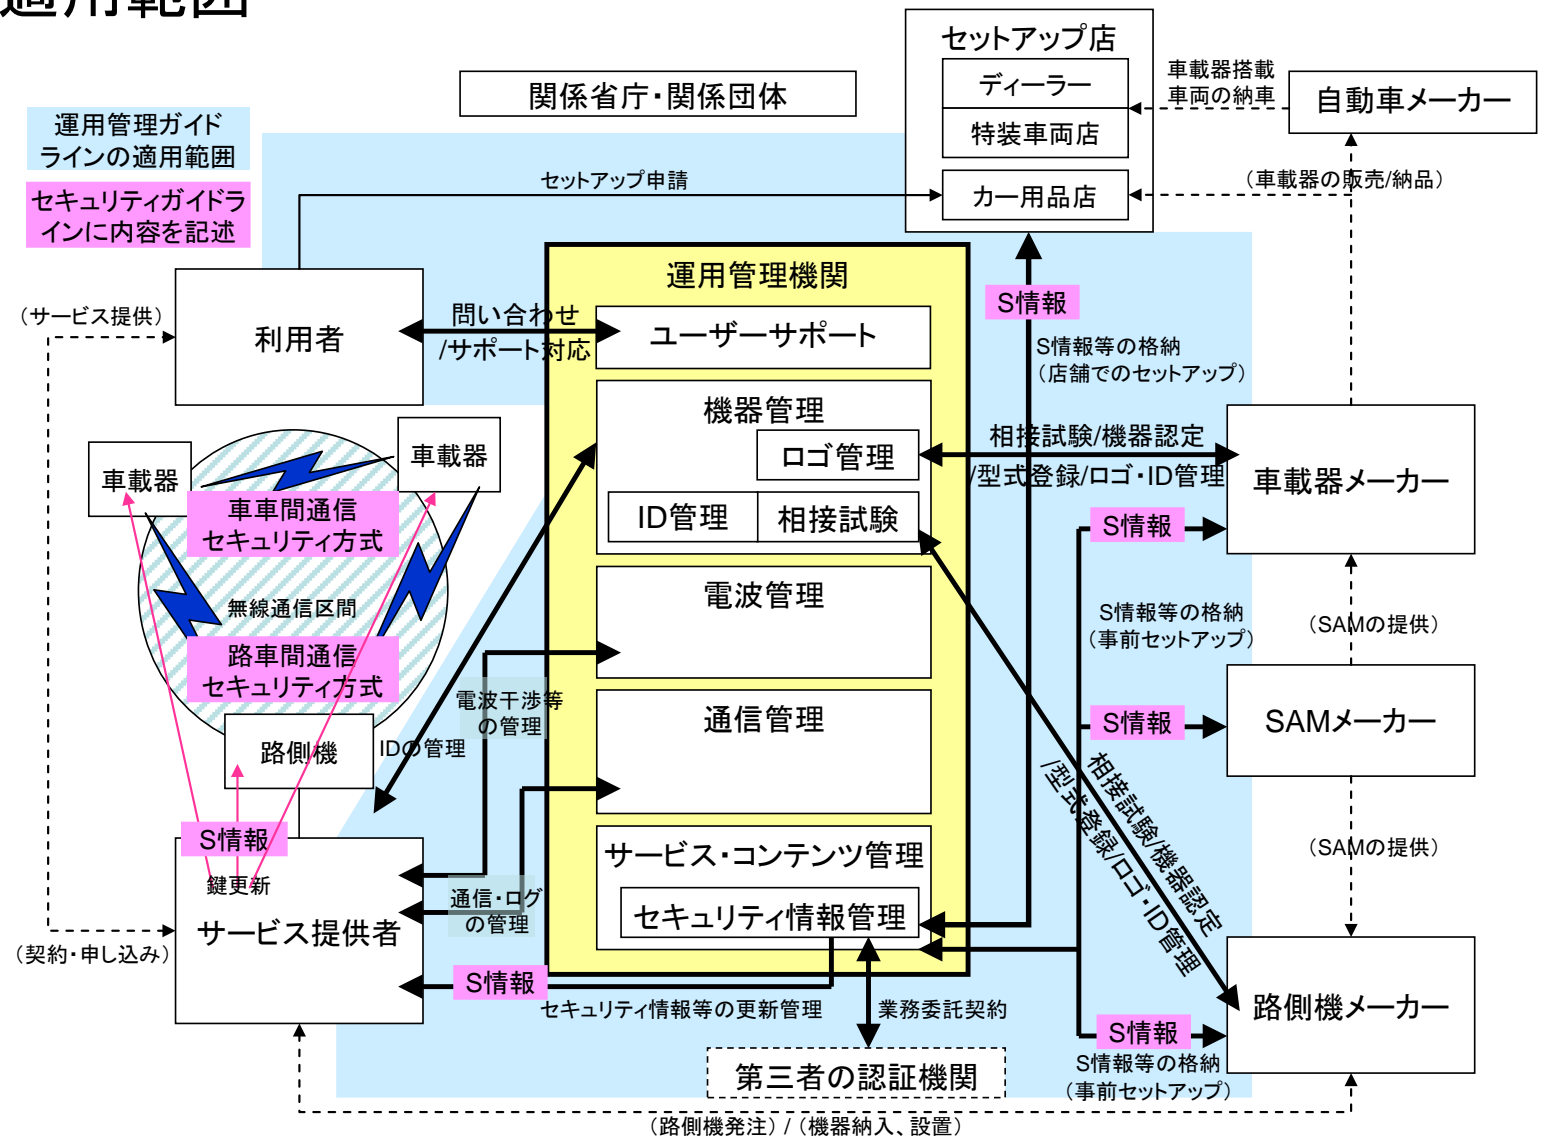 適用範囲
セットアップ店
ディーラー
特装車両店
カー用品店
関係省庁・関係団体
車載器搭載
車両の納車
自動車メーカー
（車載器の販売/納品）
運用管理ガイド
ラインの適用範囲
セキュリティガイドラ
インに内容を記述
セットアップ申請
運用管理機関
S情報
S情報等の格納
（店舗でのセットアップ）
（サービス提供）
利用者
問い合わせ
/サポート対応
ユーザーサポート
機器管理
ロゴ管理
ID管理
相接試験
相接試験/機器認定
/型式登録/ロゴ・ID管理
車載器メーカー
車載器
車載器
車車間通信
セキュリティ方式
無線通信区間
路車間通信
セキュリティ方式
路側機
IDの管理
電波管理
電波干渉等
の管理
通信管理
S情報
S情報等の格納
（事前セットアップ）
（SAMの提供）
S情報
SAMメーカー
相接試験/機器認定
/型式登録/ロゴ・ID管理
（SAMの提供）
S情報
鍵更新
サービス提供者
（契約・申し込み）
通信・ログ
の管理
サービス・コンテンツ管理
セキュリティ情報管理
S情報
セキュリティ情報等の更新管理
業務委託契約
第三者の認証機関
S情報
S情報等の格納
（事前セットアップ）
路側機メーカー
（路側機発注）/（機器納入、設置）